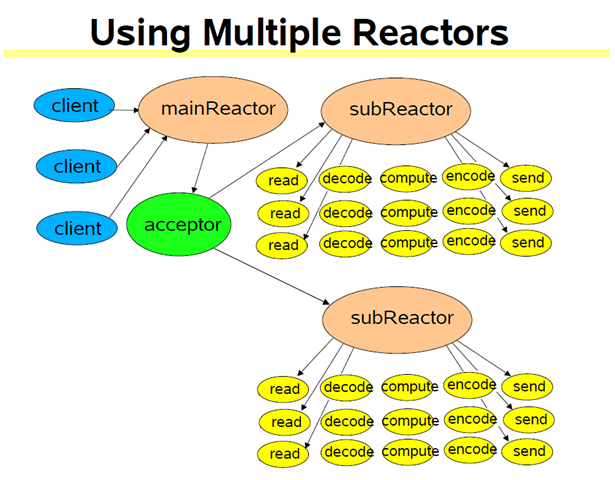 Using Multiple Reactors
client
mainReactor
subReactor
client
read decode compute encode send
client
acceptor
read decode compute encode send
read decode compute encode send
subReactor
read decode compute encode send
read decode compute encode send
read decode compute encode send